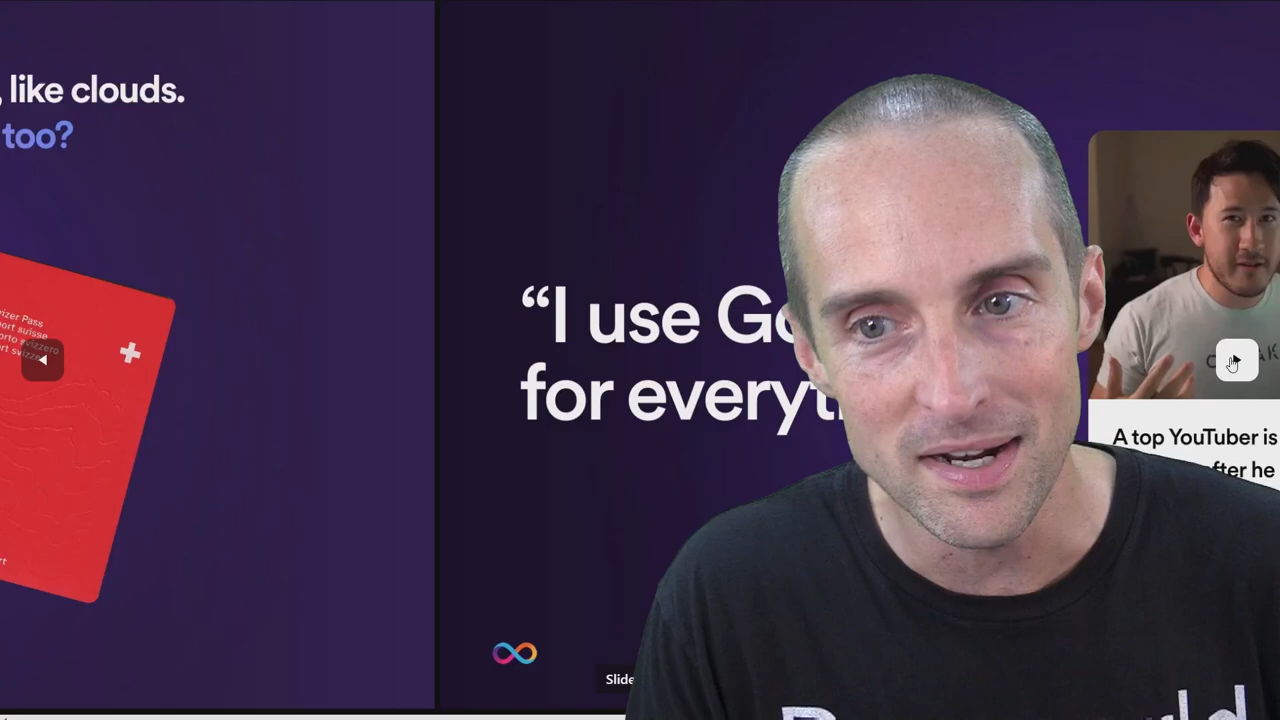 , like clouds.
too?
“I use Go
for everyt
A top YouTuber is
fter he
Slide